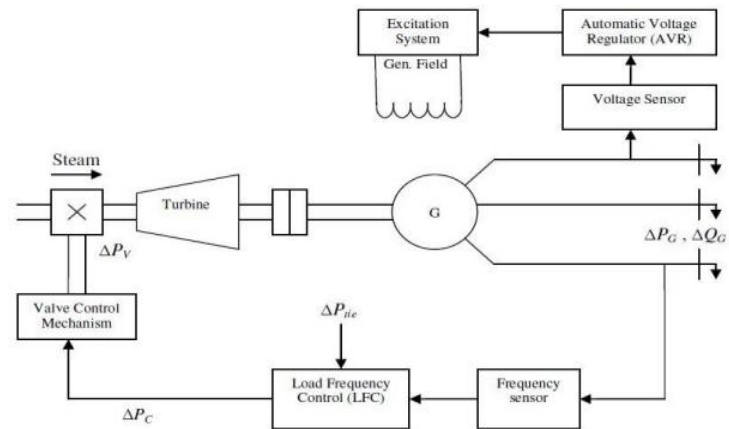 Excitation
System
Automatic Voltage
Regulator (AVR)
Gen. Field
Voltage Sensor
Steam
Turbine
G
ΔP_G , ΔQ_G
ΔP_V
Valve Control
Mechanism
ΔP_tie
Load Frequency
Control (LFC)
Frequency
sensor
ΔP_C